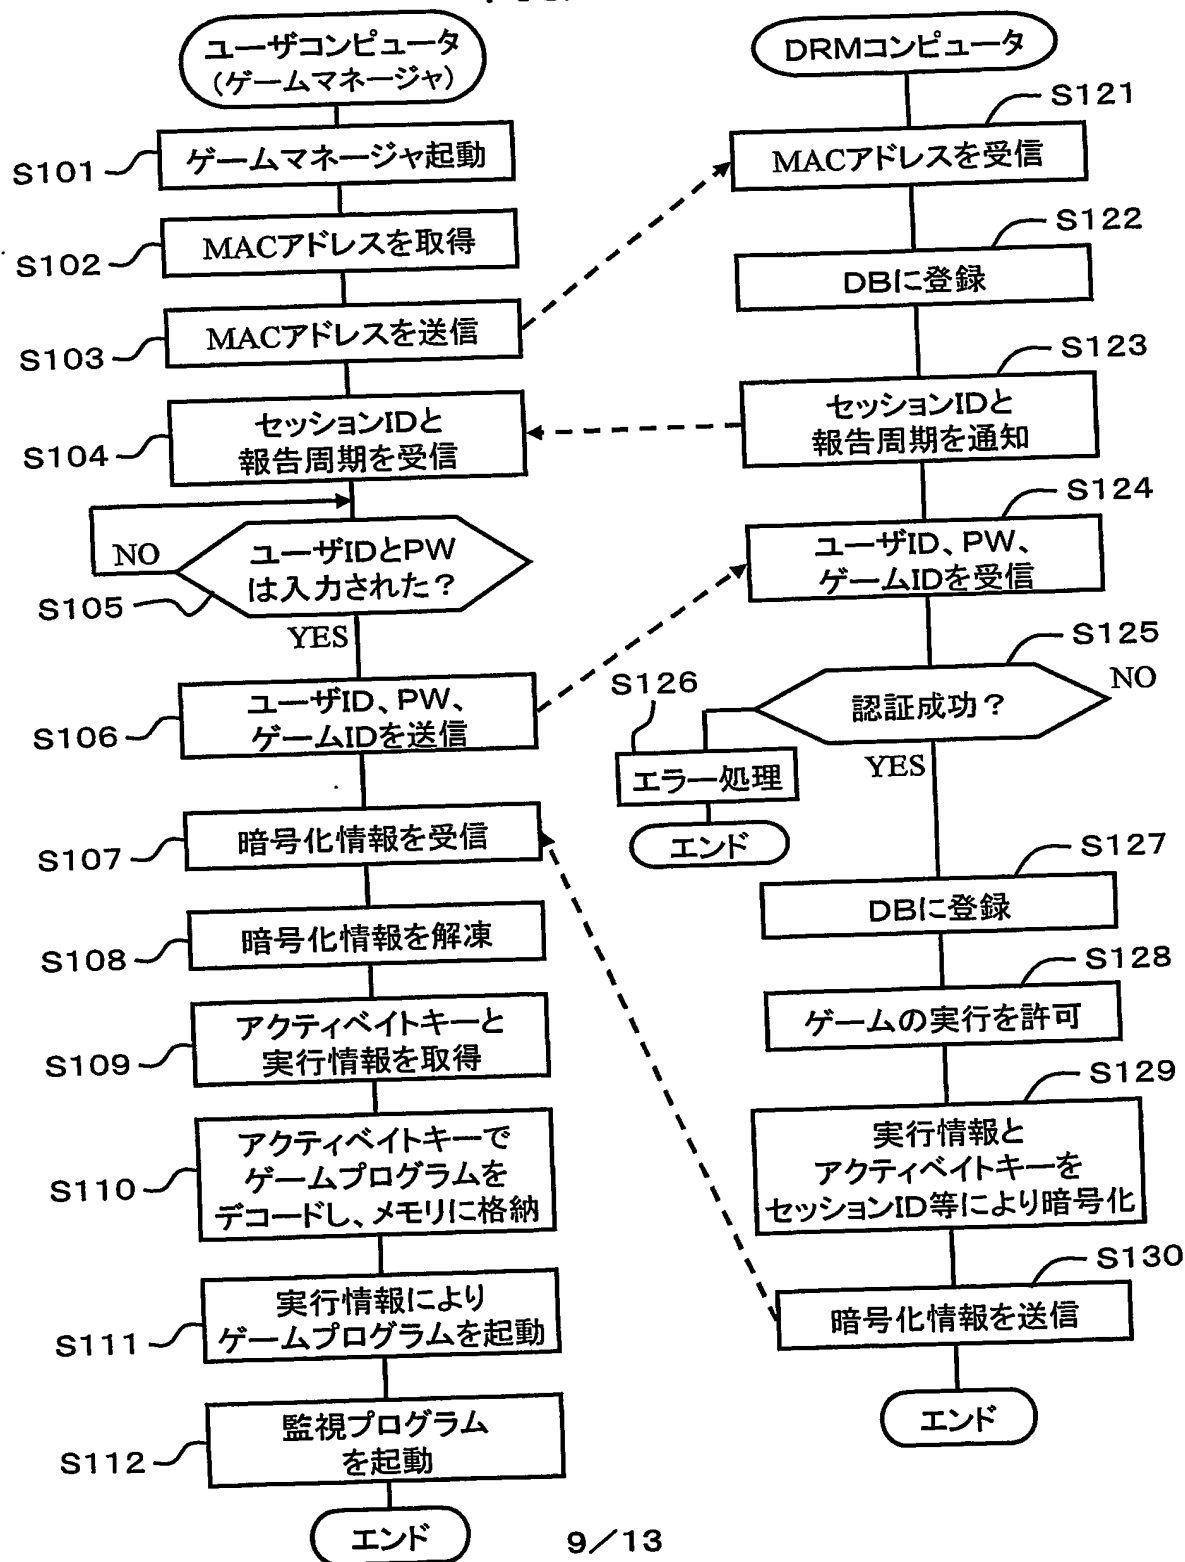 ユーザコンピュータ
(ゲームマネージャ)
S101
ゲームマネージャ起動
S102
MACアドレスを取得
S103
MACアドレスを送信
S104
セッションIDと
報告周期を受信
NO
ユーザIDとPW
は入力された？
S105
YES
S106
ユーザID、PW、
ゲームIDを送信
S107
暗号化情報を受信
S108
暗号化情報を解凍
S109
アクティベイトキーと
実行情報を取得
S110
アクティベイトキーで
ゲームプログラムを
デコードし、メモリに格納
S111
実行情報により
ゲームプログラムを起動
S112
監視プログラム
を起動
エンド
DRMコンピュータ
S121
MACアドレスを受信
S122
DBに登録
S123
セッションIDと
報告周期を通知
S124
ユーザID、PW、
ゲームIDを受信
S125
認証成功？
NO
YES
S126
エラー処理
エンド
S127
DBに登録
S128
ゲームの実行を許可
S129
実行情報と
アクティベイトキーを
セッションID等により暗号化
S130
暗号化情報を送信
エンド
9／13